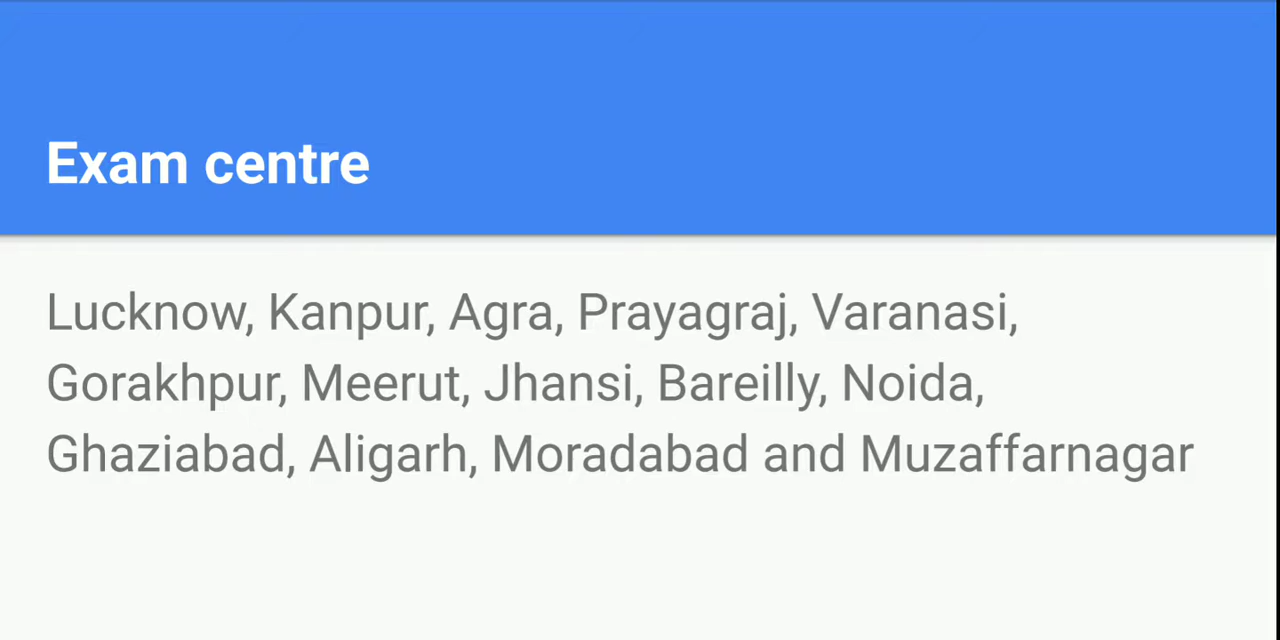 Exam centre
Lucknow, Kanpur, Agra, Prayagraj, Varanasi,
Gorakhpur, Meerut, Jhansi, Bareilly, Noida,
Ghaziabad, Aligarh, Moradabad and Muzaffarnagar